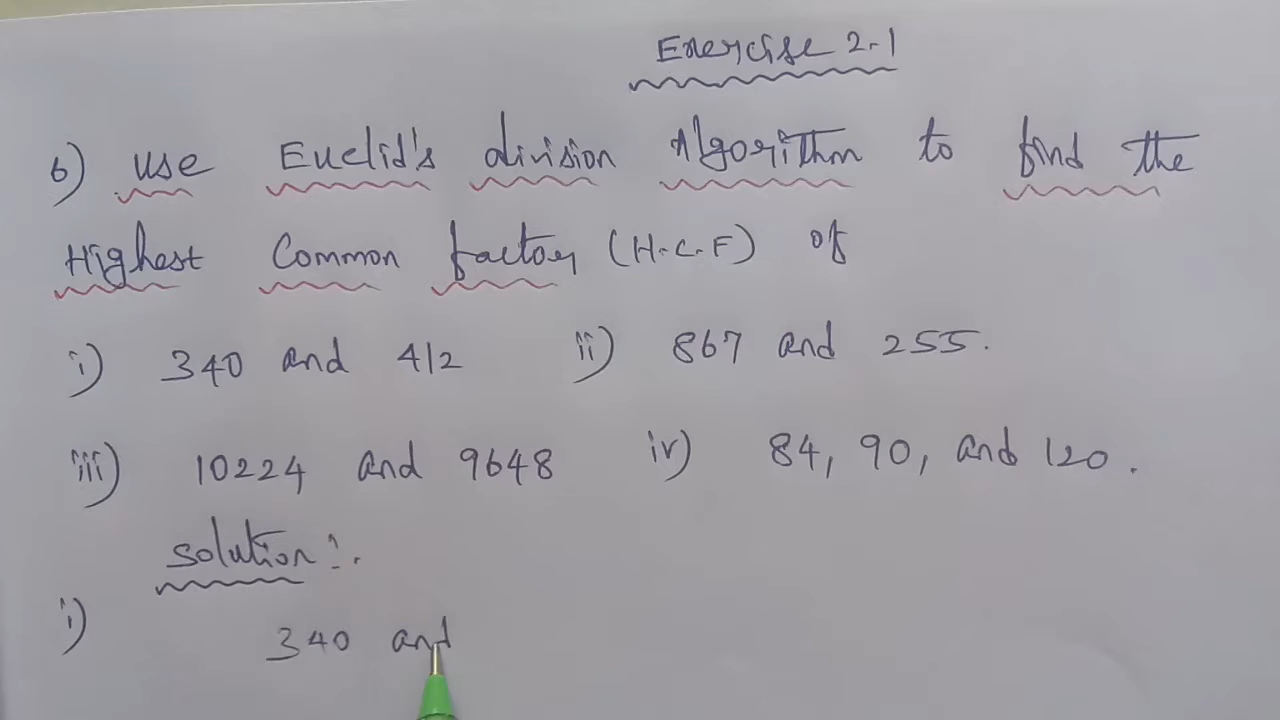 Exercise 2.1
6) Use Euclid's division Algorithm to find the
Highest Common factor (H.C.F) of
i) 340 and 412 ii) 867 and 255.
iii) 10224 and 9648 iv) 84, 90, and 120.
Solution:.
i) 340 and